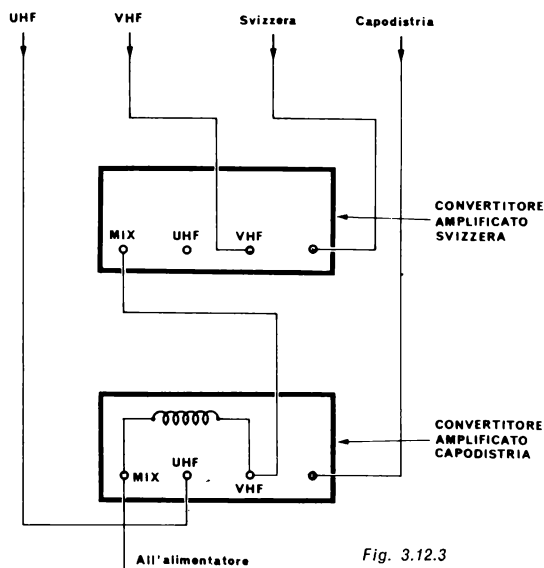 UHF
VHF
Svizzera
Capodistria
CONVERTITORE
AMPLIFICATO
SVIZZERA
MIX
UHF
VHF
CONVERTITORE
AMPLIFICATO
CAPODISTRIA
MIX
UHF
VHF
All'alimentatore
Fig. 3.12.3